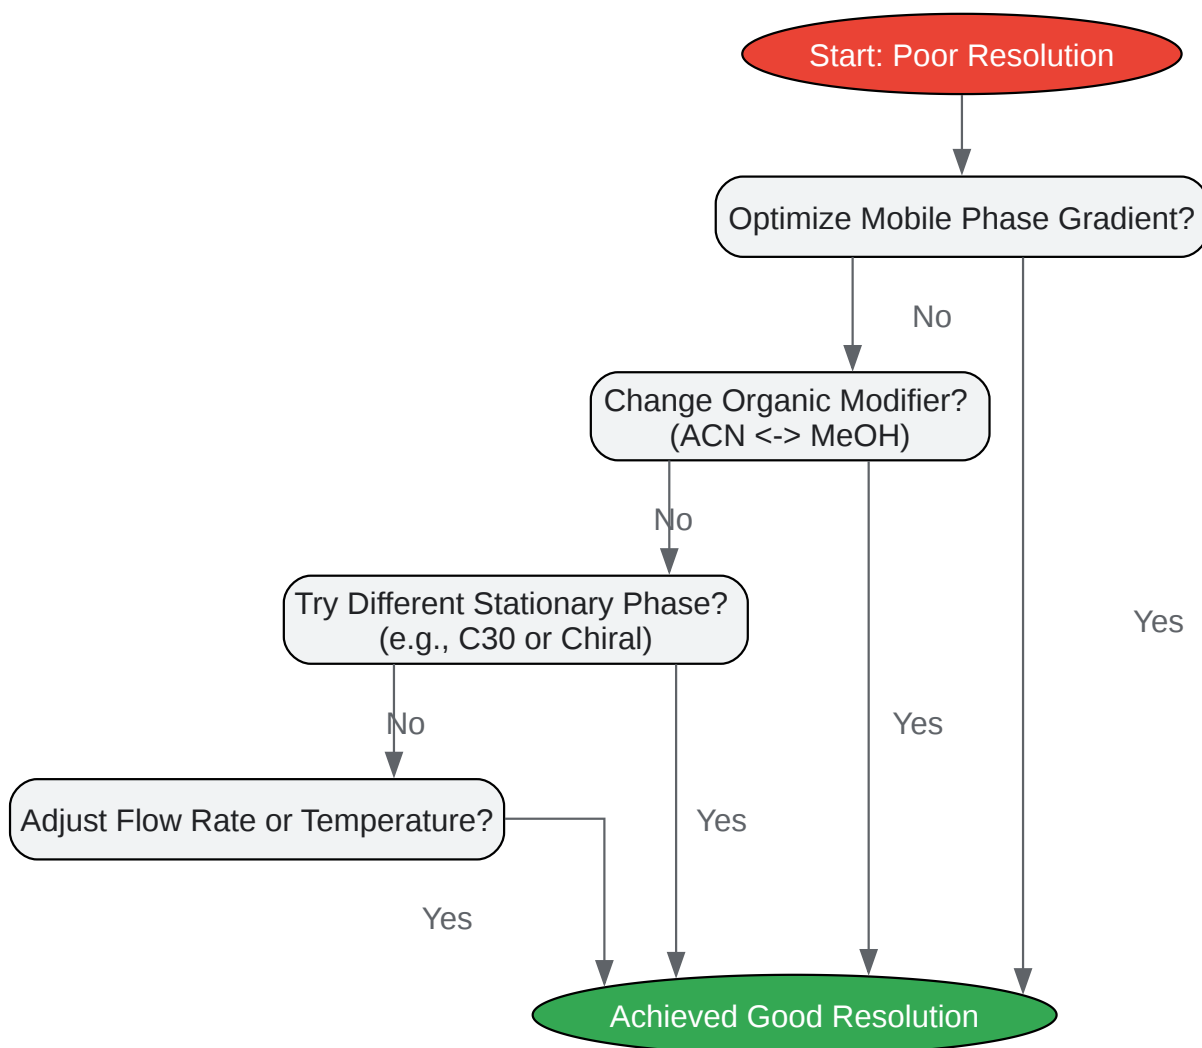 Start: Poor Resolution
Optimize Mobile Phase Gradient?
No
Change Organic Modifier?
(ACN <-> MeOH)
No
Try Different Stationary Phase?
(e.g., C30 or Chiral)
Yes
No
Yes
Adjust Flow Rate or Temperature?
Yes
Yes
Achieved Good Resolution